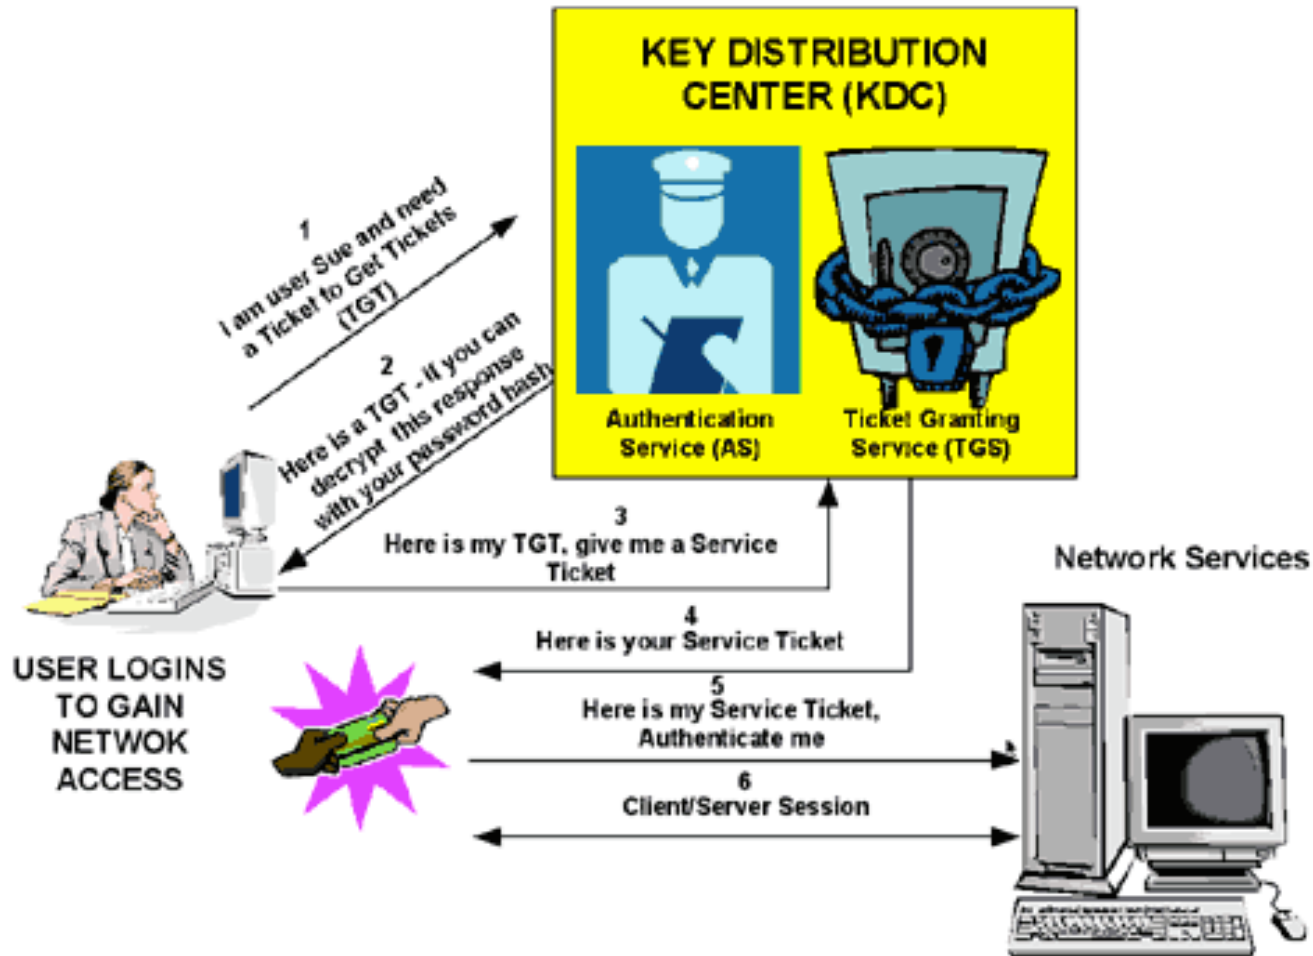 KEY DISTRIBUTION
CENTER (KDC)
Authentication
Service (AS)
Ticket Granting
Service (TGS)
1
I am user Sue and need
a Ticket to Get Tickets
(TGT)
2
Here is a TGT - if you can
decrypt this response
with your password hash
3
Here is my TGT, give me a Service
Ticket
4
Here is your Service Ticket
5
Here is my Service Ticket,
Authenticate me
6
Client/Server Session
USER LOGINS
TO GAIN
NETWOK
ACCESS
Network Services